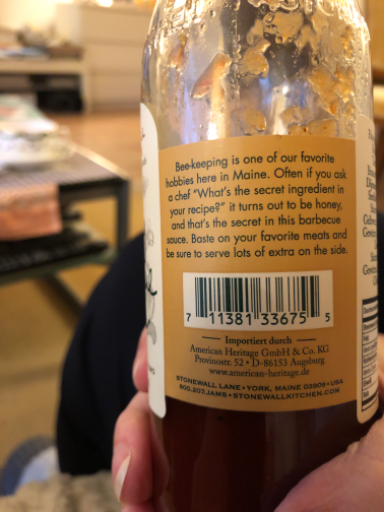 Bee-keeping is one of our favorite
hobbies here in Maine. Often if you ask
a chef "What's the secret ingredient in
your recipe?" it turns out to be honey,
and that's the secret in this barbecue
sauce. Baste on your favorite meats and
be sure to serve lots of extra on the side.
7 11381 33675 5
Importiert durch
American Heritage GmbH & Co. KG
Provinostr. 52 • D-86153 Augsburg
www.american-heritage.de
STONEWALL LANE • YORK, MAINE 03909 • USA
800.207.JAMS • STONEWALLKITCHEN.COM